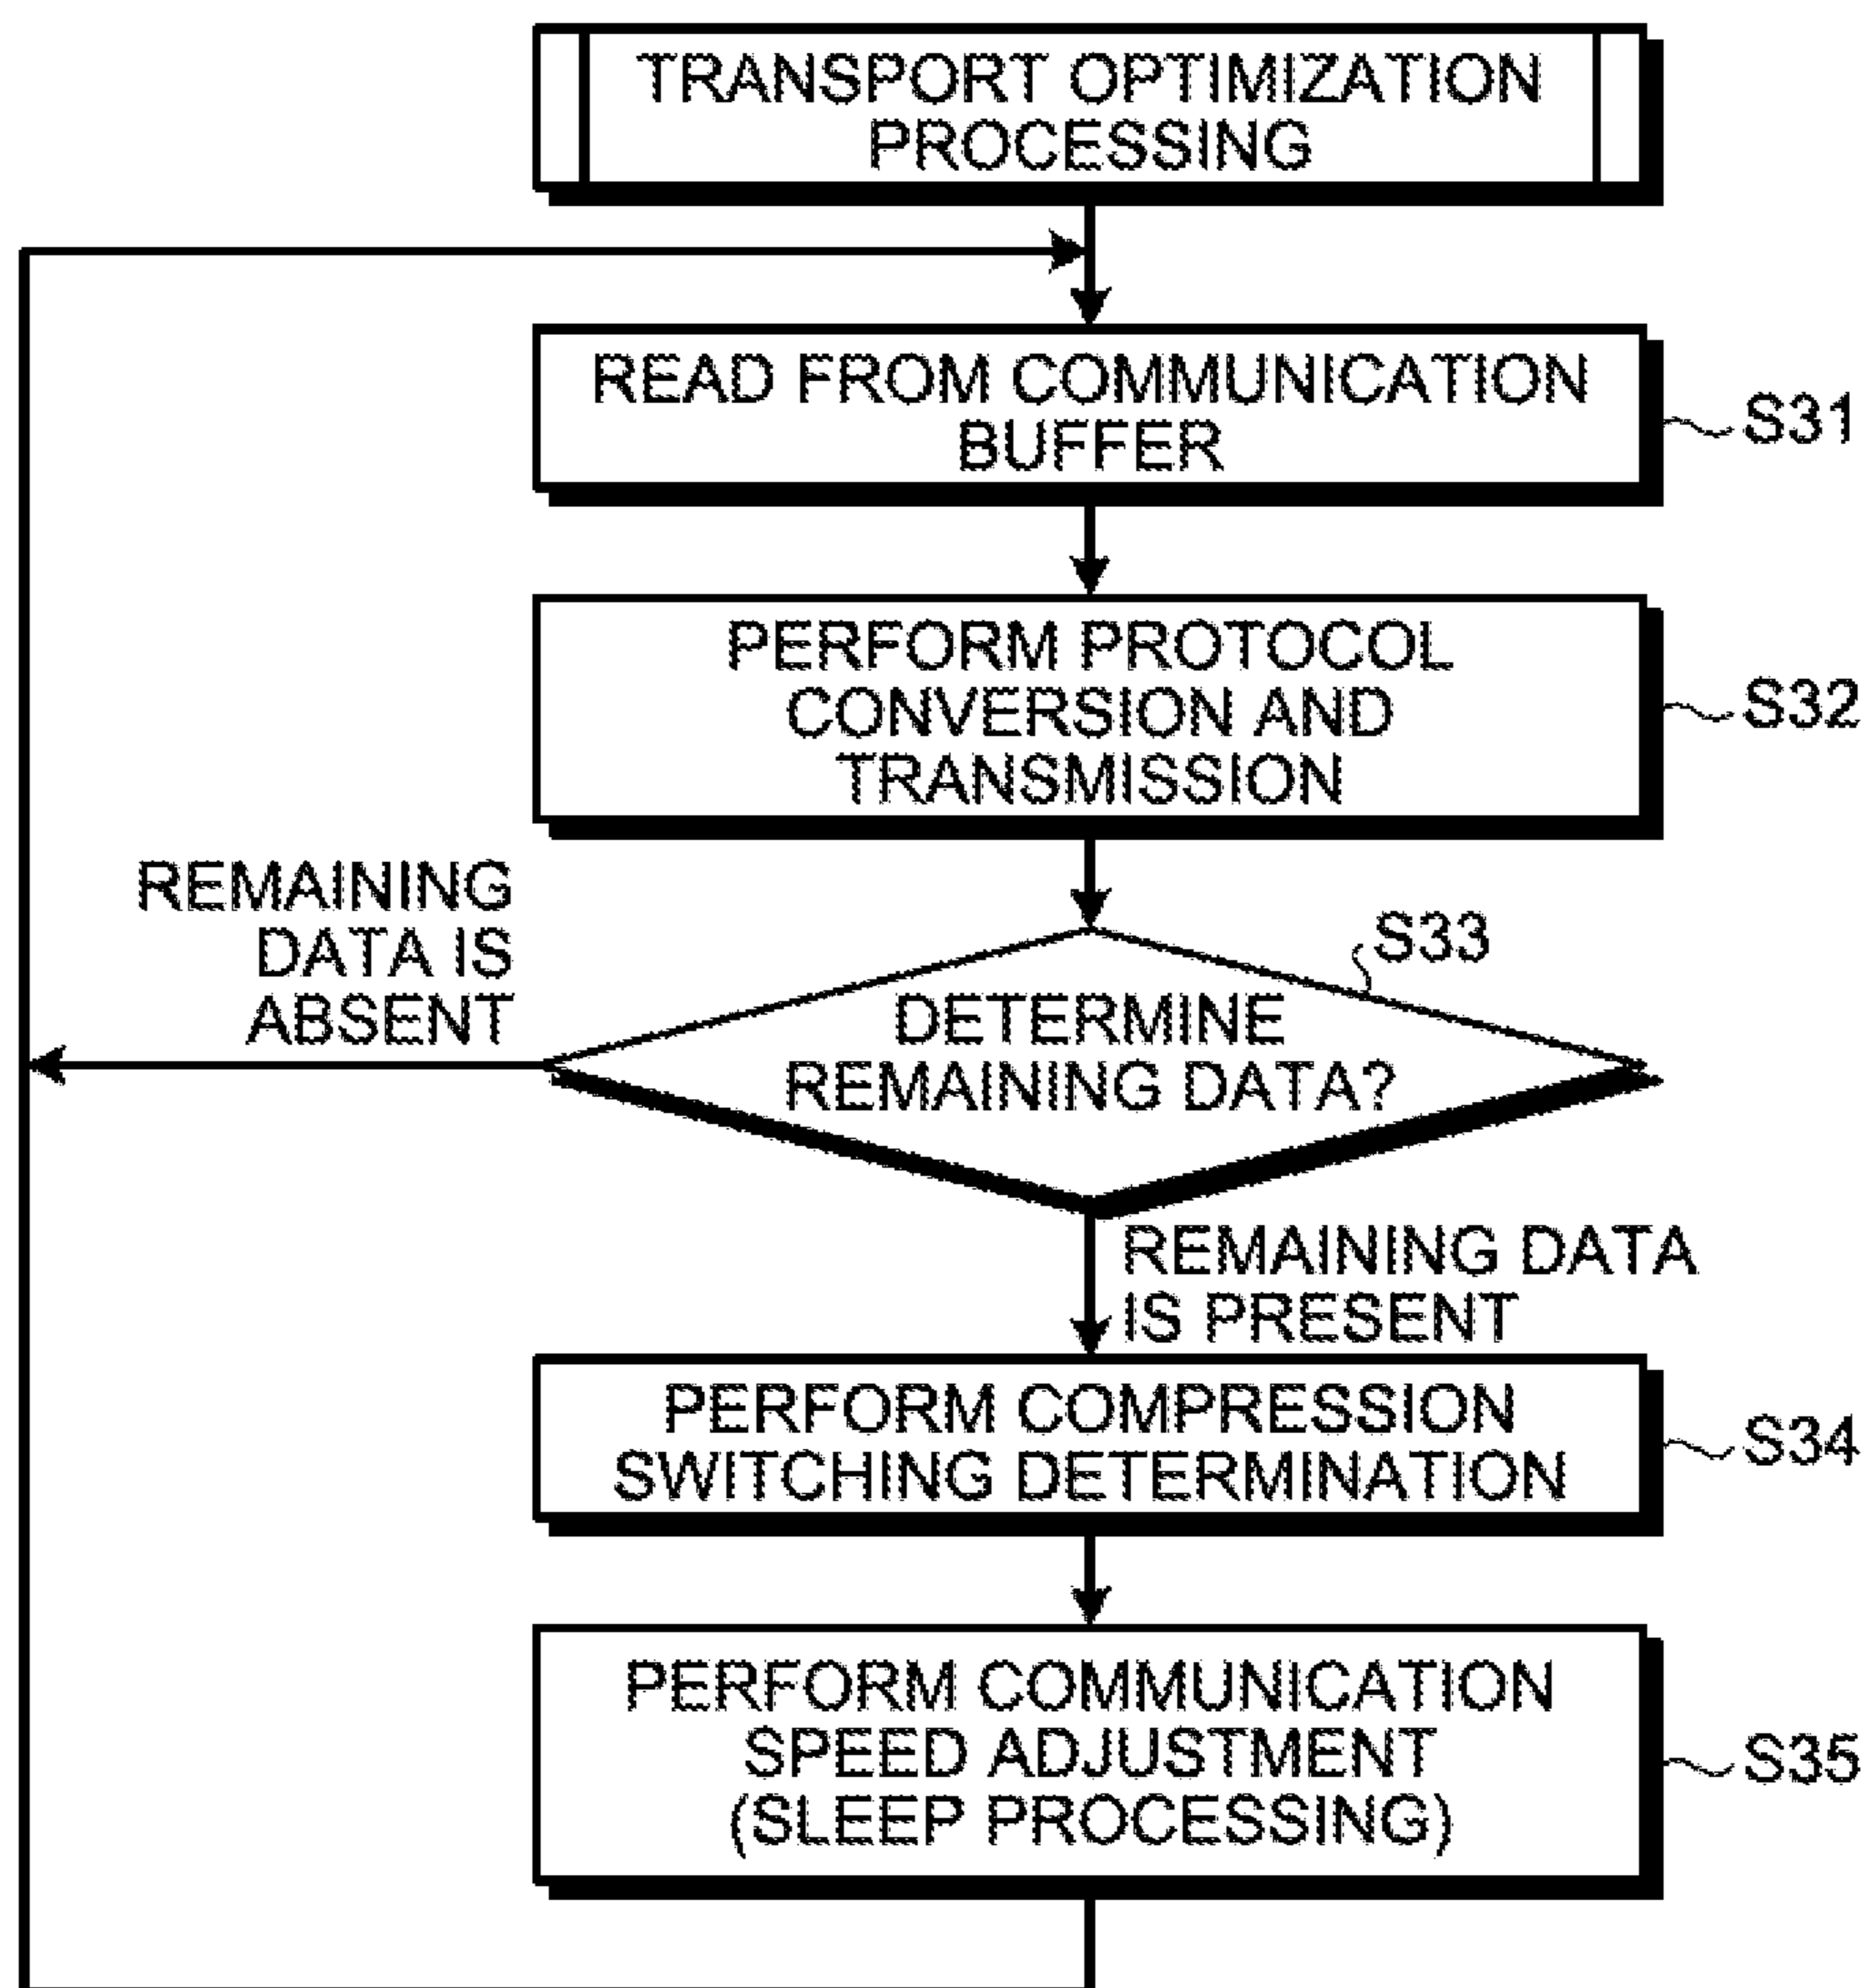 TRANSPORT OPTIMIZATION
PROCESSING
READ FROM COMMUNICATION
BUFFER
S31
PERFORM PROTOCOL
CONVERSION AND
TRANSMISSION
S32
REMAINING
DATA IS
ABSENT
S33
DETERMINE
REMAINING DATA?
REMAINING DATA
IS PRESENT
PERFORM COMPRESSION
SWITCHING DETERMINATION
S34
PERFORM COMMUNICATION
SPEED ADJUSTMENT
(SLEEP PROCESSING)
S35